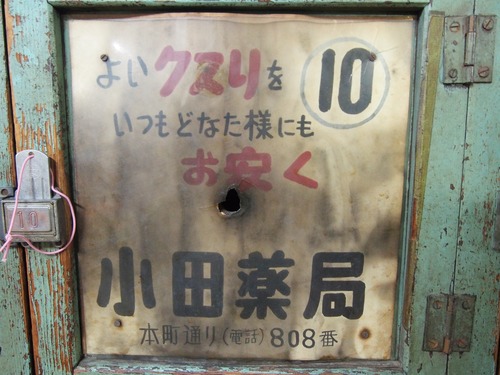 よいクスリを 10
いつもどなた様にも
お安く
小田薬局
本町通り(電話)808番
10